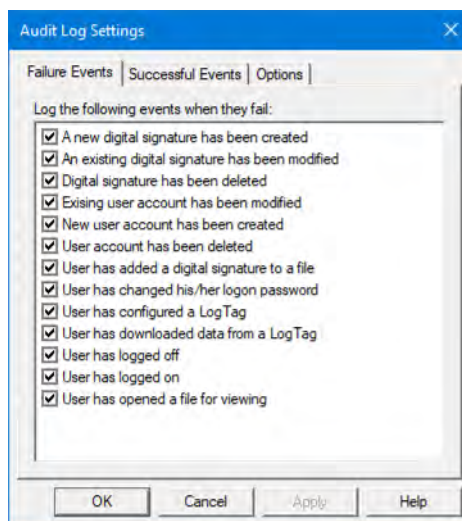 Audit Log Settings
Failure Events Successful Events Options
Log the following events when they fail:
A new digital signature has been created
An existing digital signature has been modified
Digital signature has been deleted
Exising user account has been modified
New user account has been created
User account has been deleted
User has added a digital signature to a file
User has changed his/her logon password
User has configured a LogTag
User has downloaded data from a LogTag
User has logged off
User has logged on
User has opened a file for viewing
OK Cancel Apply Help